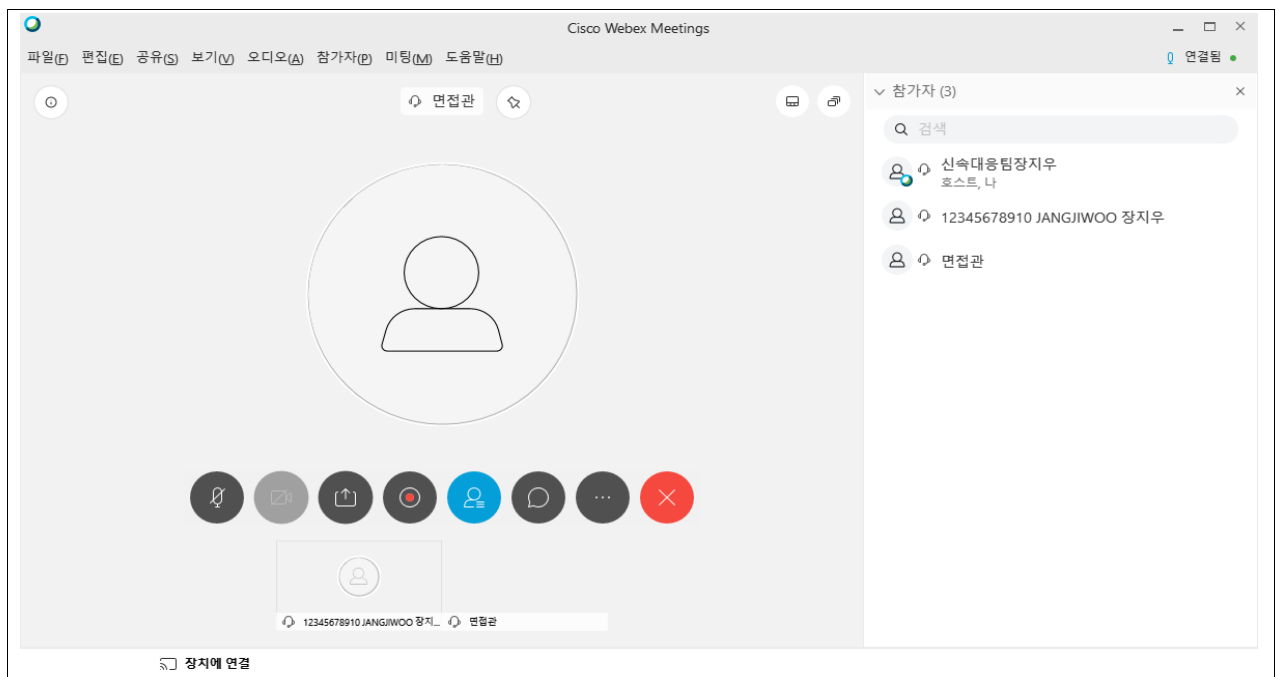 Cisco Webex Meetings
파일(F) 편집(E) 공유(S) 보기(V) 오디오(A) 참가자(P) 미팅(M) 도움말(H)
연결됨
면접관
참가자 (3)
검색
신속대응팀장지우
호스트, 나
12345678910 JANGJIWOO 장지우
면접관
12345678910 JANGJIWOO 장지...
면접관
장치에 연결